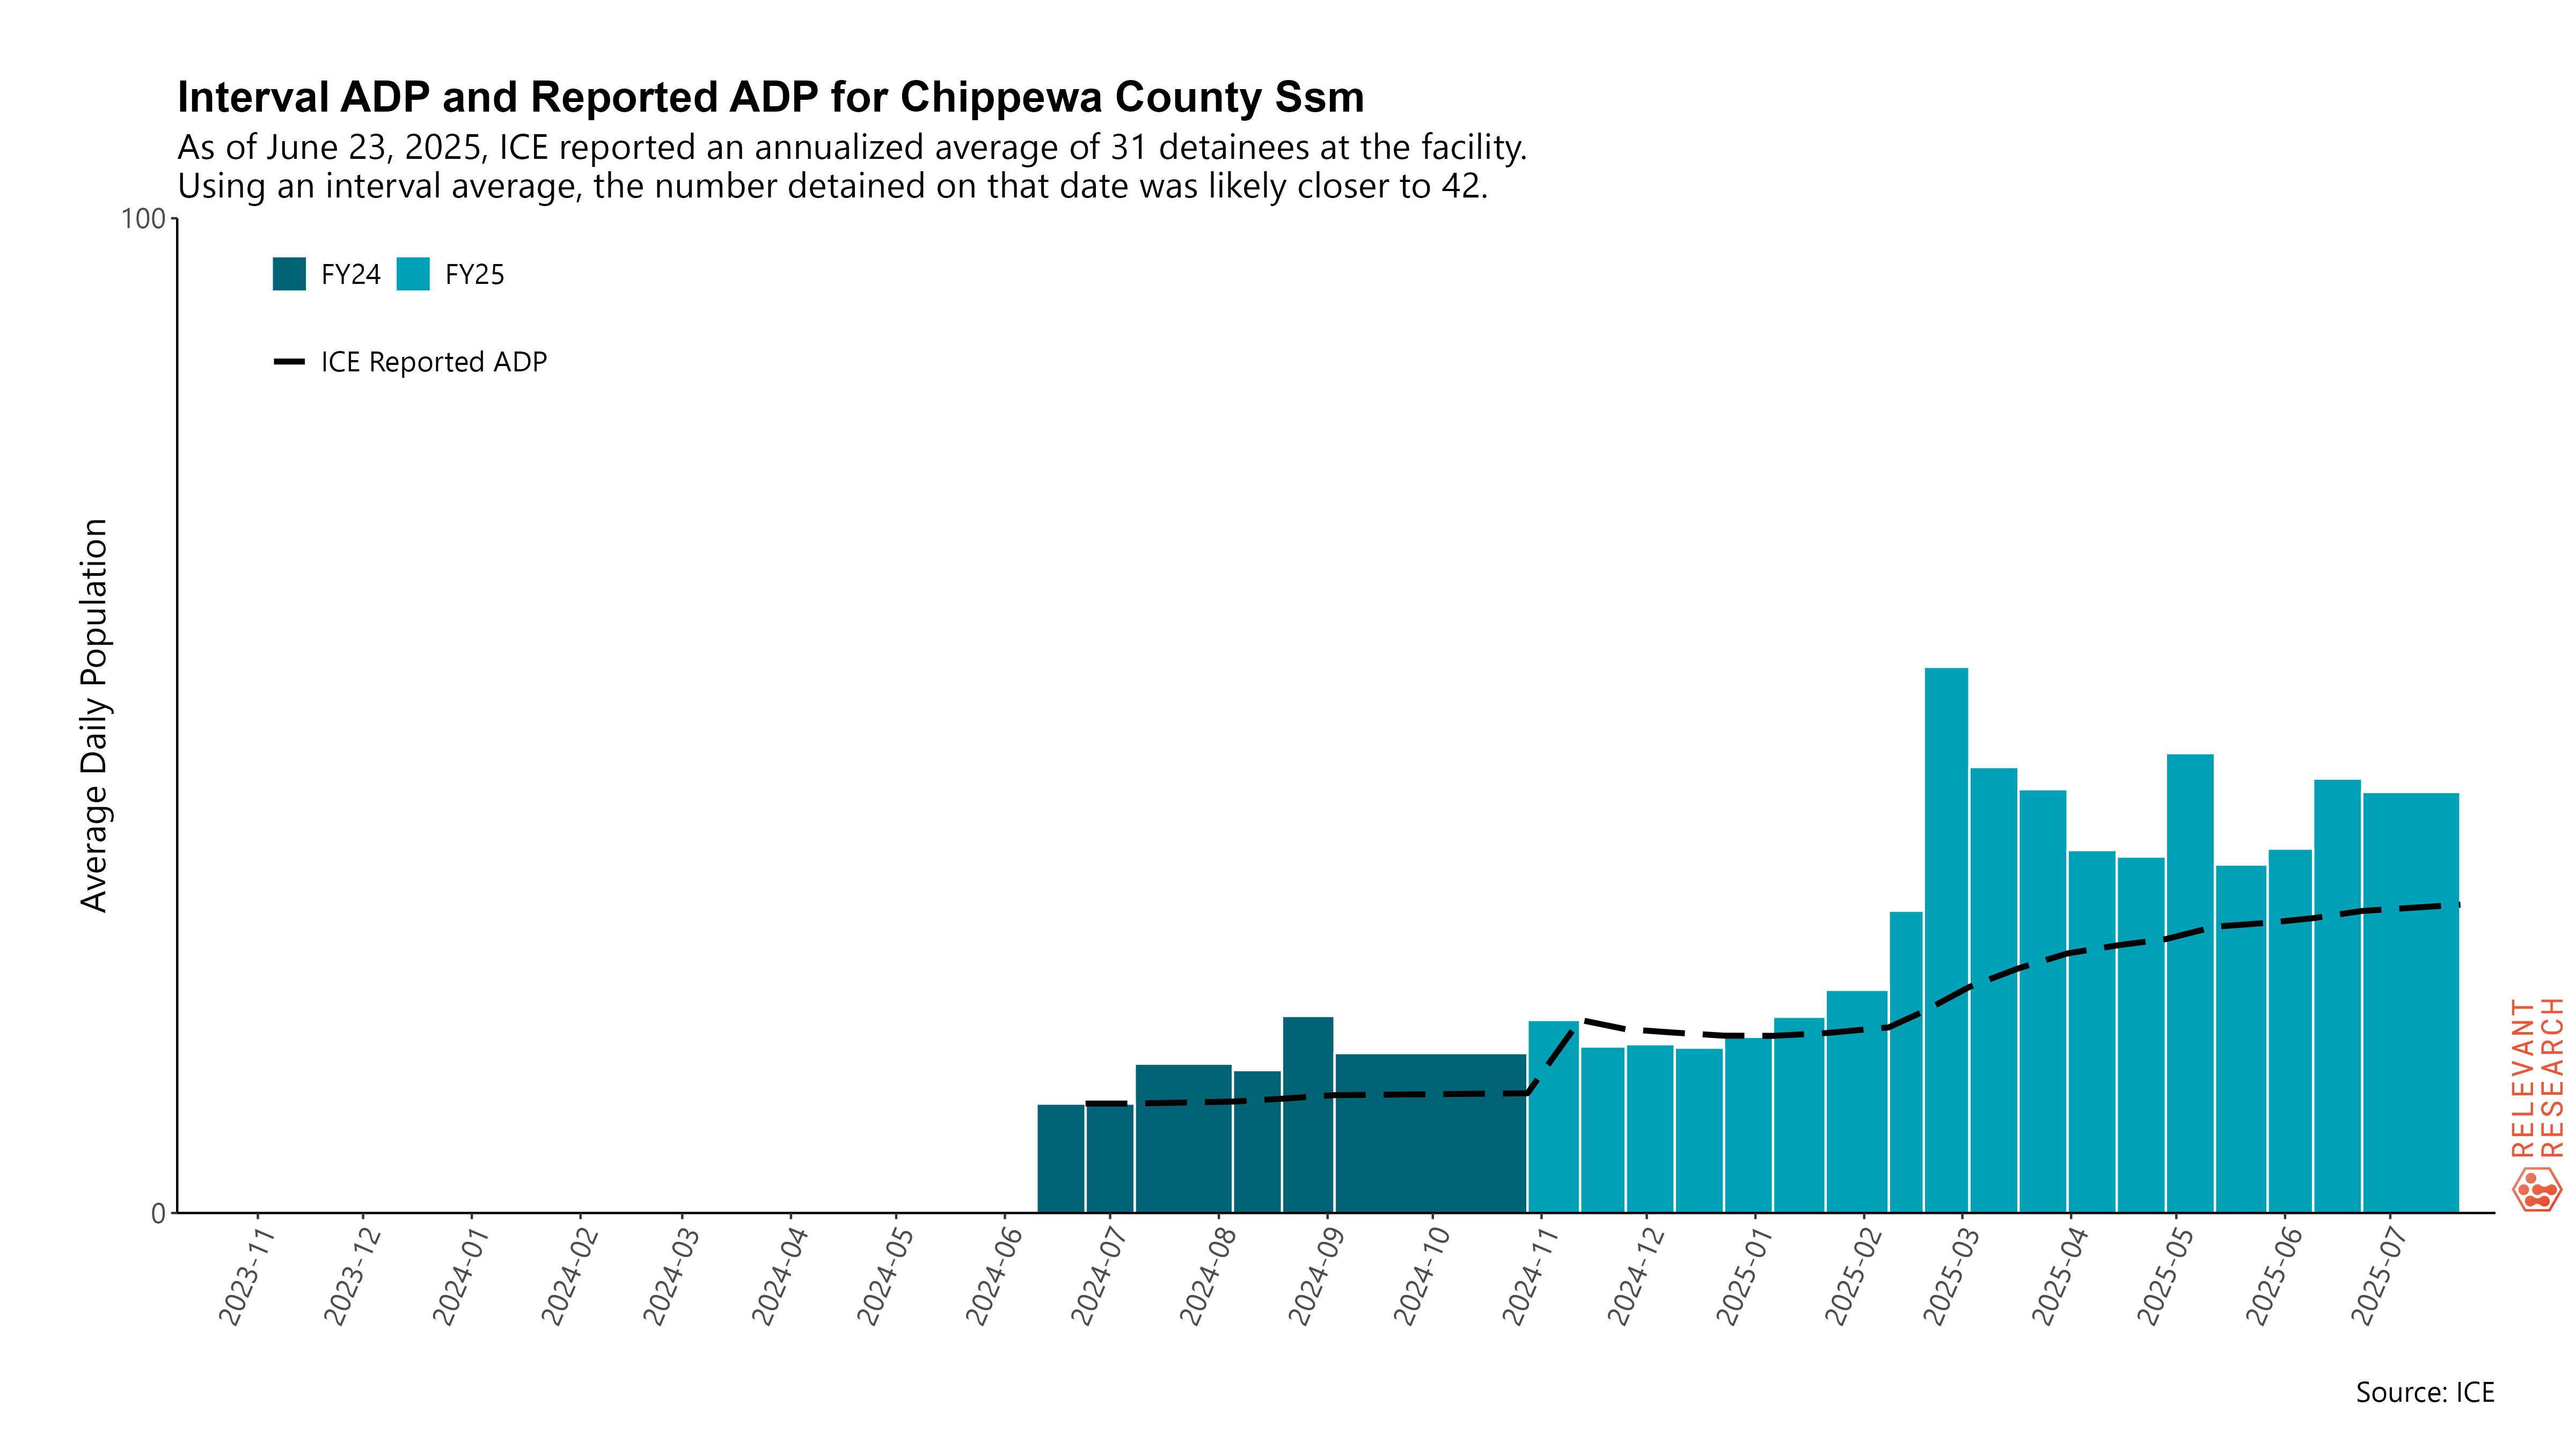 Interval ADP and Reported ADP for Chippewa County Ssm
As of June 23, 2025, ICE reported an annualized average of 31 detainees at the facility.
Using an interval average, the number detained on that date was likely closer to 42.
100
FY24
FY25
ICE Reported ADP
Average Daily Population
0
2023-11
2023-12
2024-01
2024-02
2024-03
2024-04
2024-05
2024-06
2024-07
2024-08
2024-09
2024-10
2024-11
2024-12
2025-01
2025-02
2025-03
2025-04
2025-05
2025-06
2025-07
RELEVANT
RESEARCH
Source: ICE